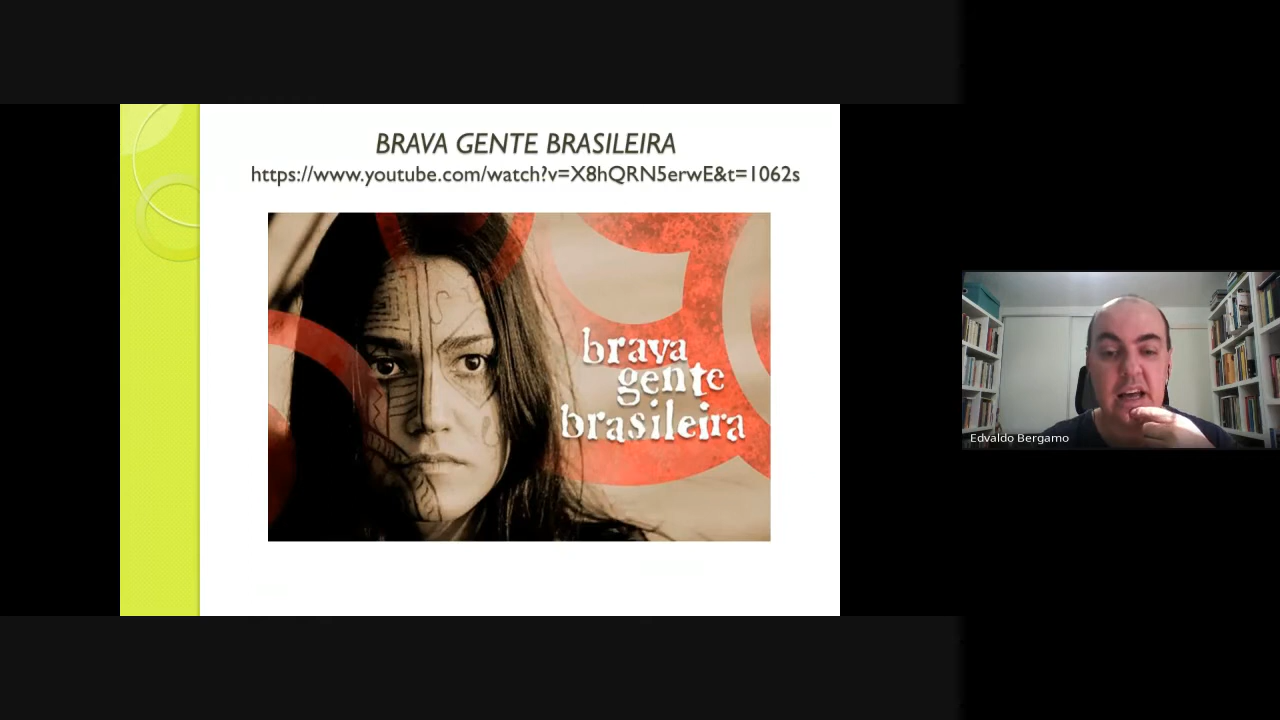 BRAVA GENTE BRASILEIRA
https://www.youtube.com/watch?v=X8hQRN5erwE&t=1062s
brava
gente
brasileira
Edvaldo Bergamo